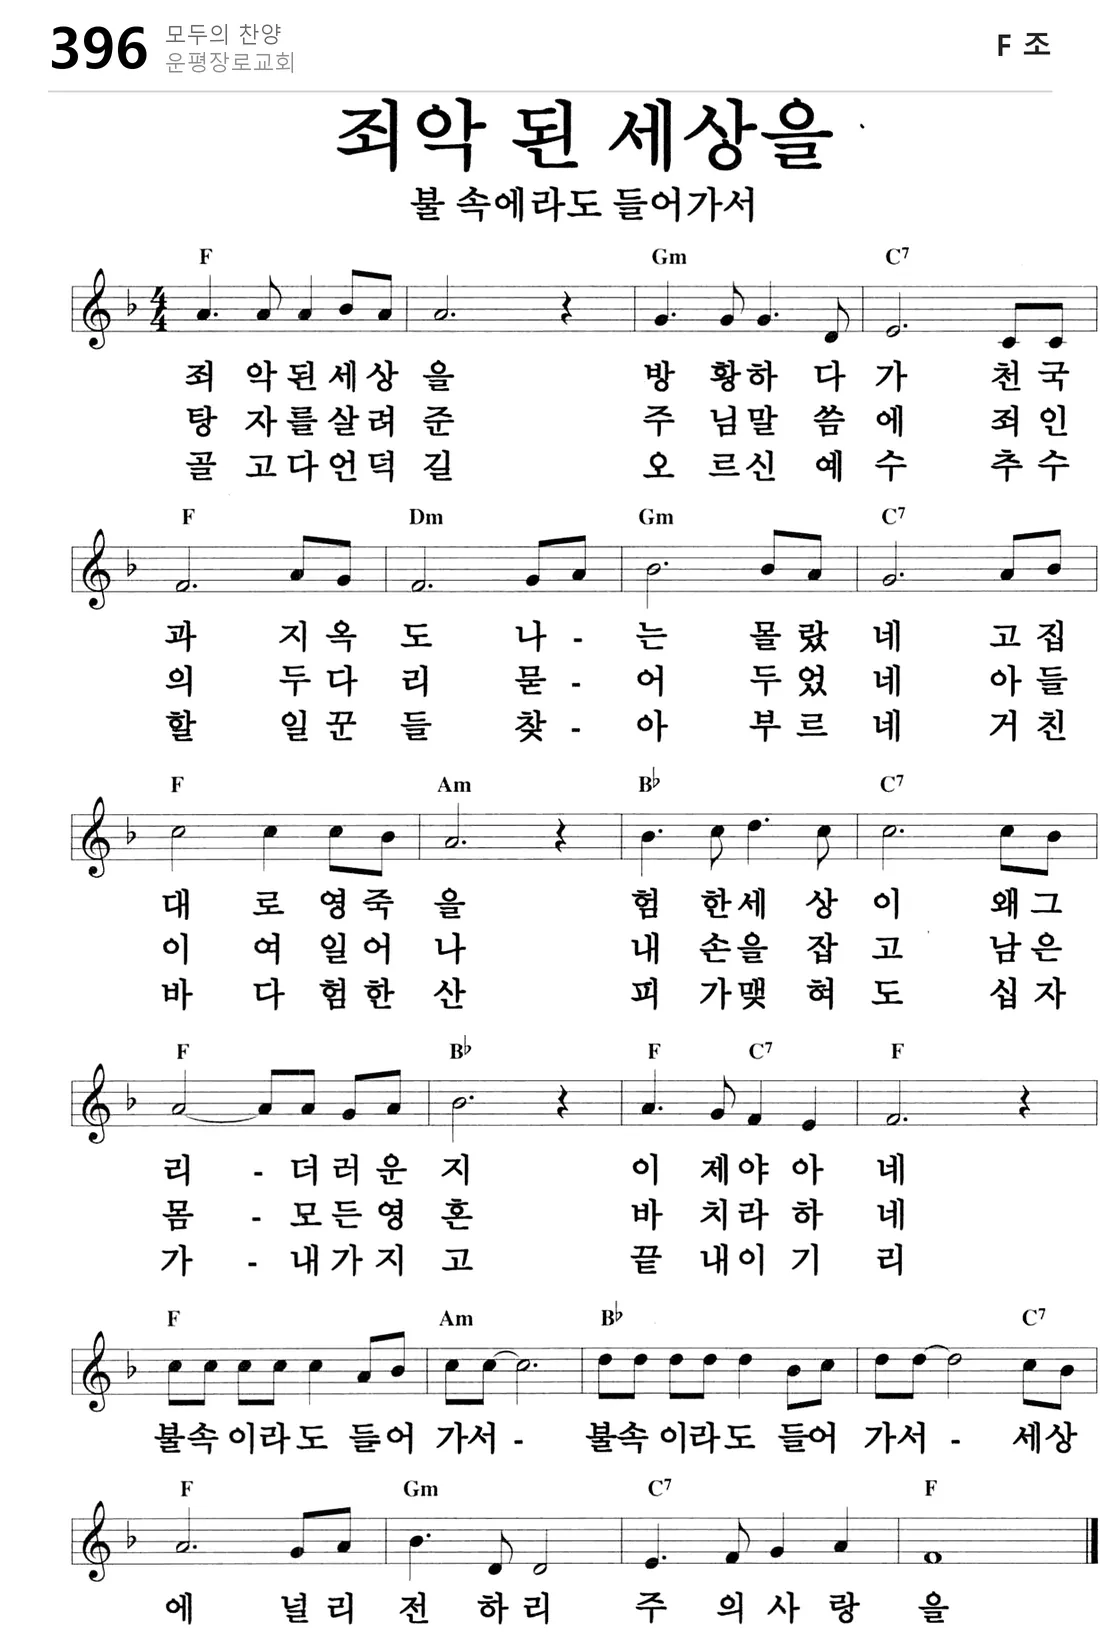 396 모두의 찬양
운평장로교회
F 조
죄악 된 세상을
불 속에라도 들어가서
F Gm C7
죄 악된세상 을 방 황하 다 가 천국
탕 자를살려 준 주 님말 씀 에 죄인
골 고다언덕 길 오 르신 예 수 추수
F Dm Gm C7
과 지옥 도 나 - 는 몰랐 네 고집
의 두다 리 묻 - 어 두었 네 아들
할 일꾼 들 찾 - 아 부르 네 거친
F Am B♭ C7
대 로 영죽 을 험 한세 상 이 왜그
이 여 일어 나 내 손을 잡 고 남은
바 다 험한 산 피 가맺 혀 도 십자
F B♭ F C7 F
리 - 더러운 지 이 제야 아 네
몸 - 모든영 혼 바 치라 하 네
가 - 내가지 고 끝 내이 기 리
F Am B♭ C7
불속 이라도 들어 가서 - 불속 이라도 들어 가서 - 세상
F Gm C7 F
에 널리 전 하리 주 의사 랑 을